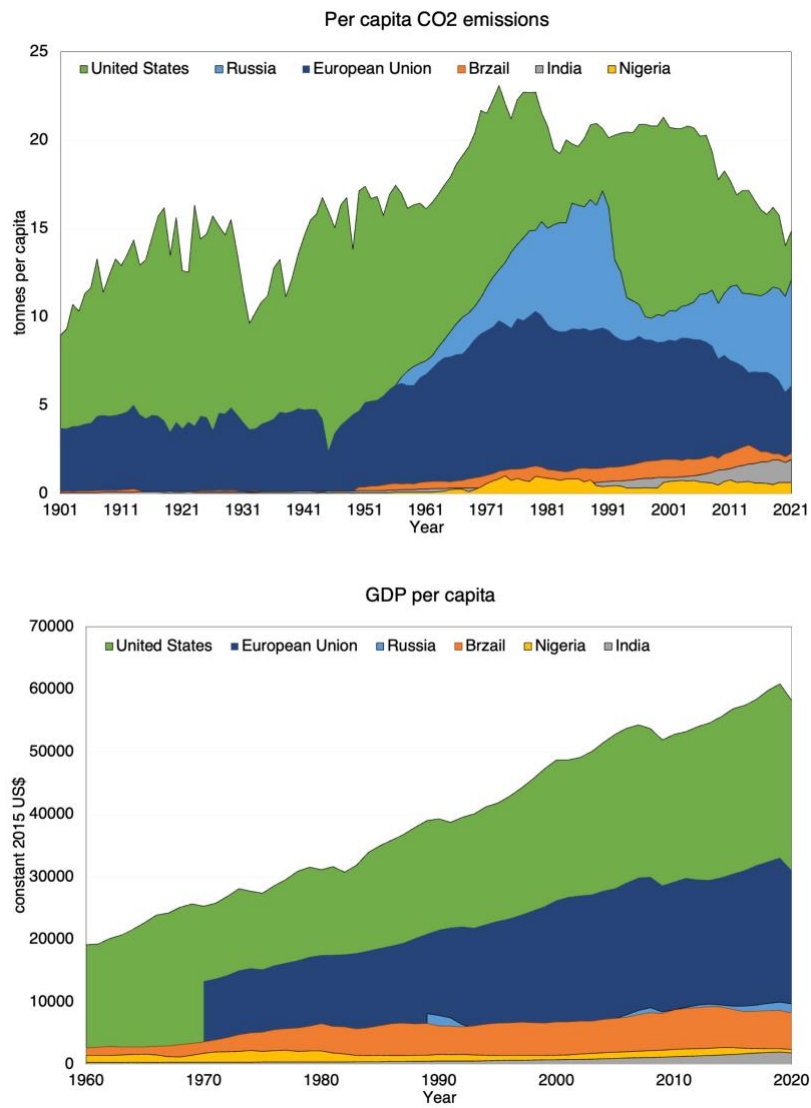 Per capita CO2 emissions
25
United States Russia European Union Brzail India Nigeria
20
15
10
5
0
tonnes per capita
1901 1911 1921 1931 1941 1951 1961 1971 1981 1991 2001 2011 2021
Year
GDP per capita
70000
United States European Union Russia Brzail Nigeria India
60000
50000
40000
30000
20000
10000
0
constant 2015 US$
1960 1970 1980 1990 2000 2010 2020
Year